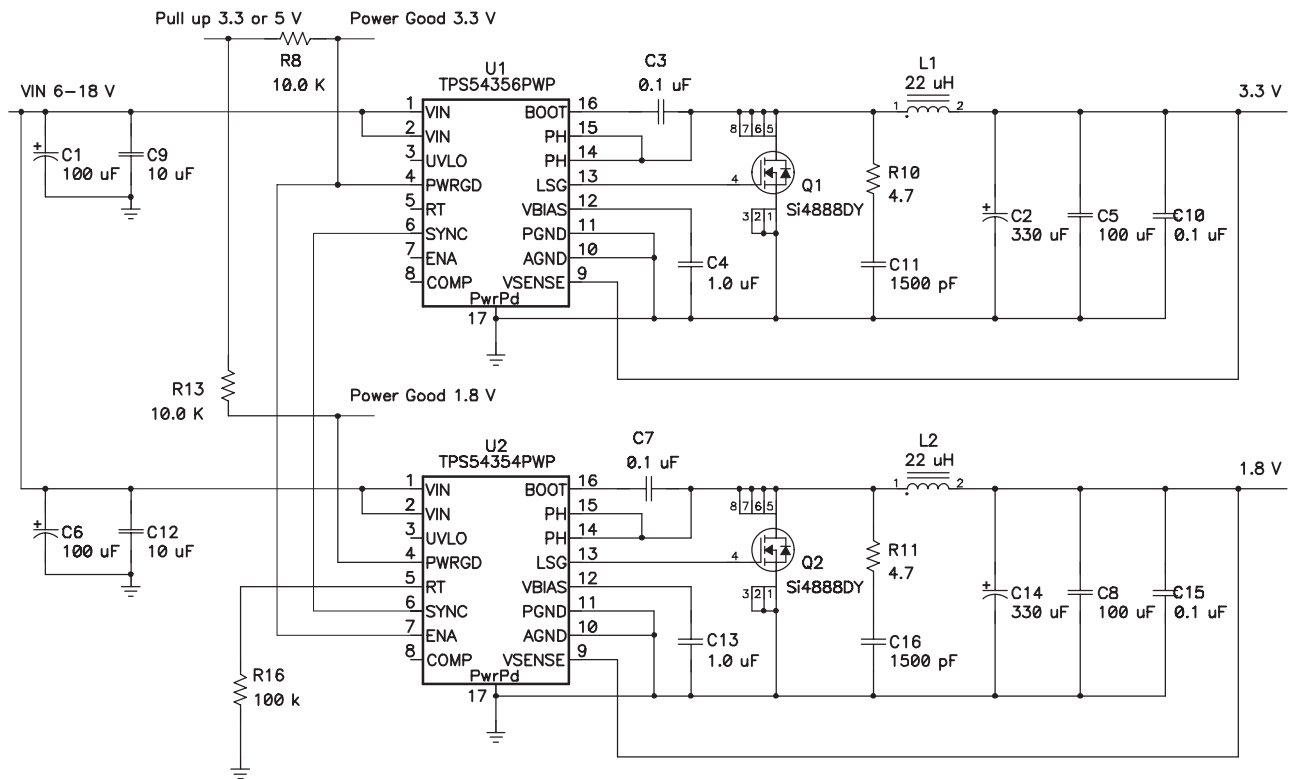 Pull up 3.3 or 5 V
Power Good 3.3 V
R8
10.0 K
VIN 6–18 V
C1
100 uF
C9
10 uF
U1
TPS54356PWP
1 VIN
2 VIN
3 UVLO
4 PWRGD
5 RT
6 SYNC
7 ENA
8 COMP
BOOT 16
PH 15
PH 14
LSG 13
VBIAS 12
PGND 11
AGND 10
VSENSE 9
PwrPd
17
C3
0.1 uF
8 7 6 5
4
3 2 1
Q1
Si4888DY
C4
1.0 uF
R10
4.7
C11
1500 pF
L1
22 uH
1 2
3.3 V
+
C2
330 uF
C5
100 uF
C10
0.1 uF
+
R13
10.0 K
Power Good 1.8 V
+
C6
100 uF
C12
10 uF
R16
100 k
U2
TPS54354PWP
1 VIN
2 VIN
3 UVLO
4 PWRGD
5 RT
6 SYNC
7 ENA
8 COMP
BOOT 16
PH 15
PH 14
LSG 13
VBIAS 12
PGND 11
AGND 10
VSENSE 9
PwrPd
17
C7
0.1 uF
8 7 6 5
4
3 2 1
Q2
Si4888DY
C13
1.0 uF
R11
4.7
C16
1500 pF
L2
22 uH
1 2
1.8 V
+
C14
330 uF
C8
100 uF
C15
0.1 uF